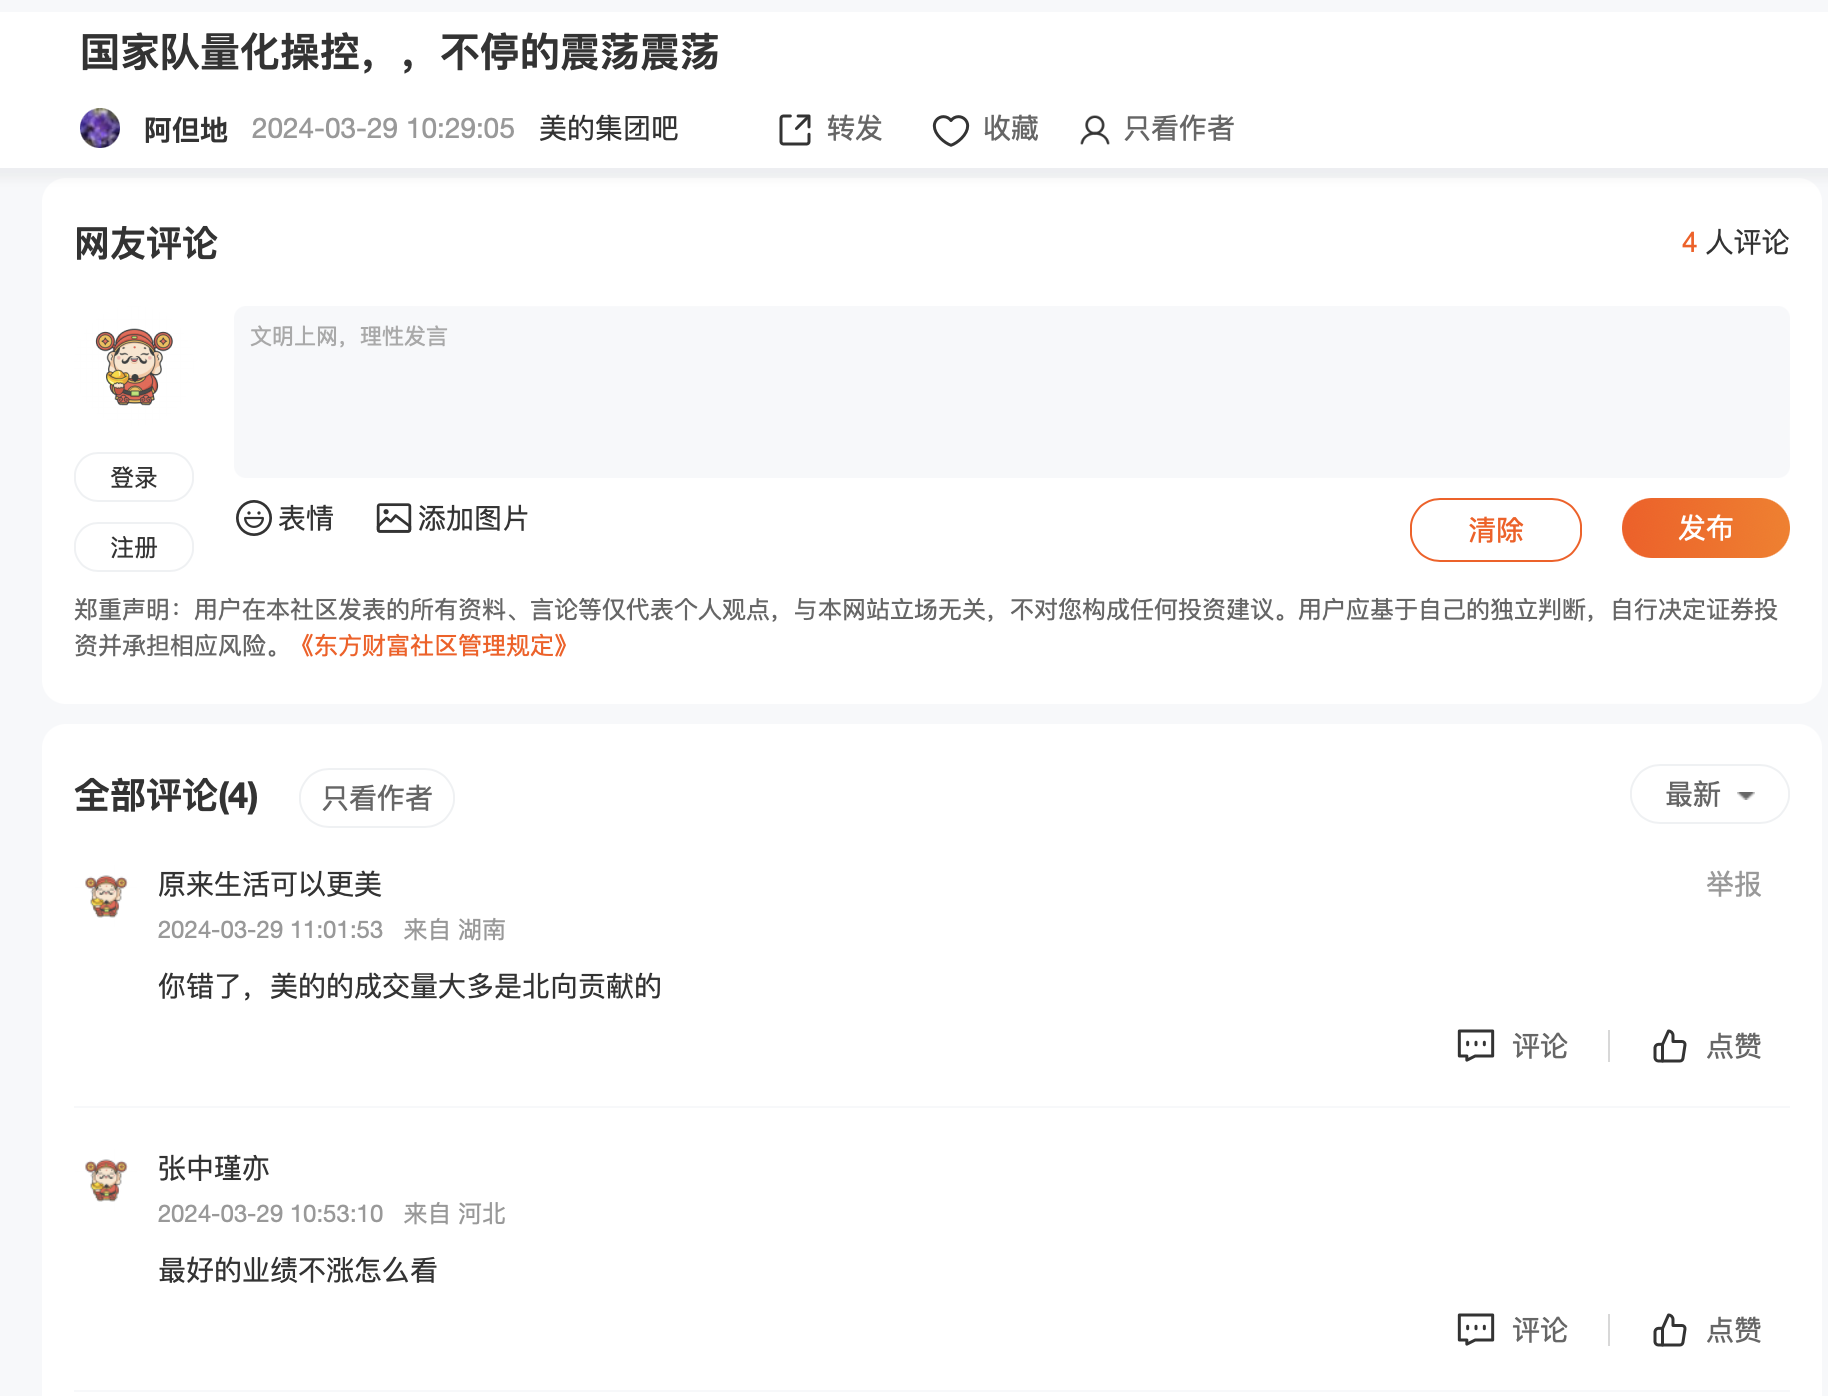 国家队量化操控，，不停的震荡震荡
阿但地 2024-03-29 10:29:05 美的集团吧 转发 收藏 只看作者
网友评论 4 人评论
文明上网，理性发言
登录
注册
表情 添加图片 清除 发布
郑重声明：用户在本社区发表的所有资料、言论等仅代表个人观点，与本网站立场无关，不对您构成任何投资建议。用户应基于自己的独立判断，自行决定证券投
资并承担相应风险。《东方财富社区管理规定》
全部评论(4) 只看作者 最新
原来生活可以更美 举报
2024-03-29 11:01:53 来自 湖南
你错了，美的的成交量大多是北向贡献的
评论 点赞
张中瑾亦
2024-03-29 10:53:10 来自 河北
最好的业绩不涨怎么看
评论 点赞